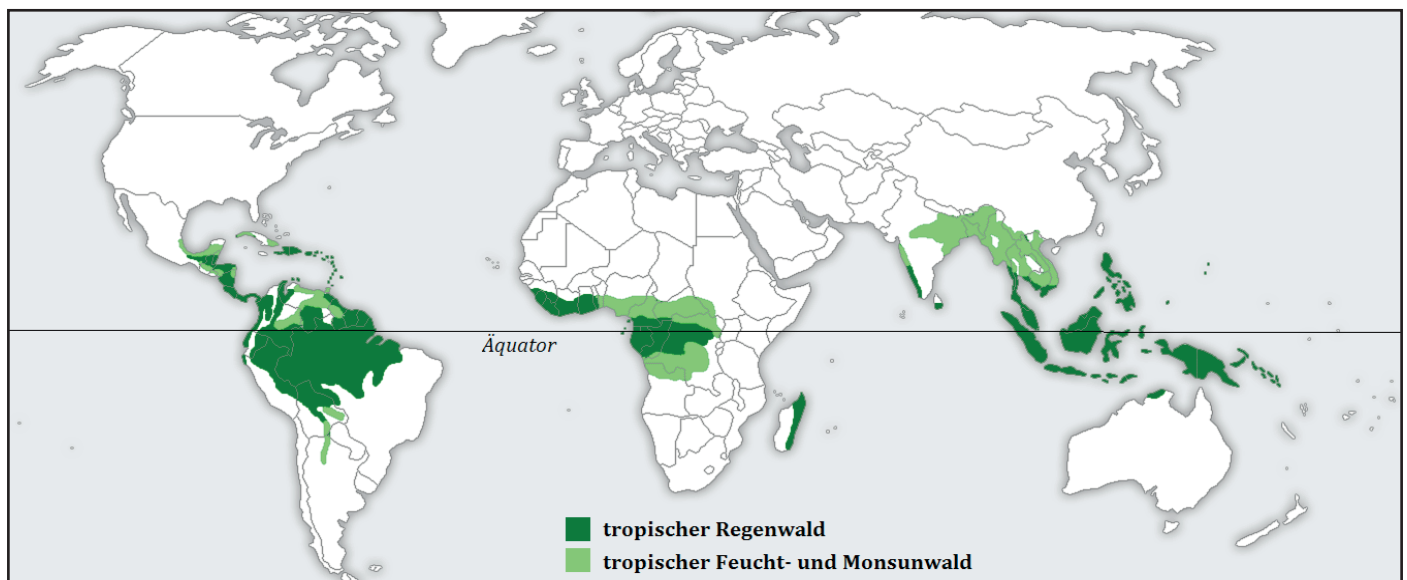 Äquator
tropischer Regenwald
tropischer Feucht- und Monsunwald